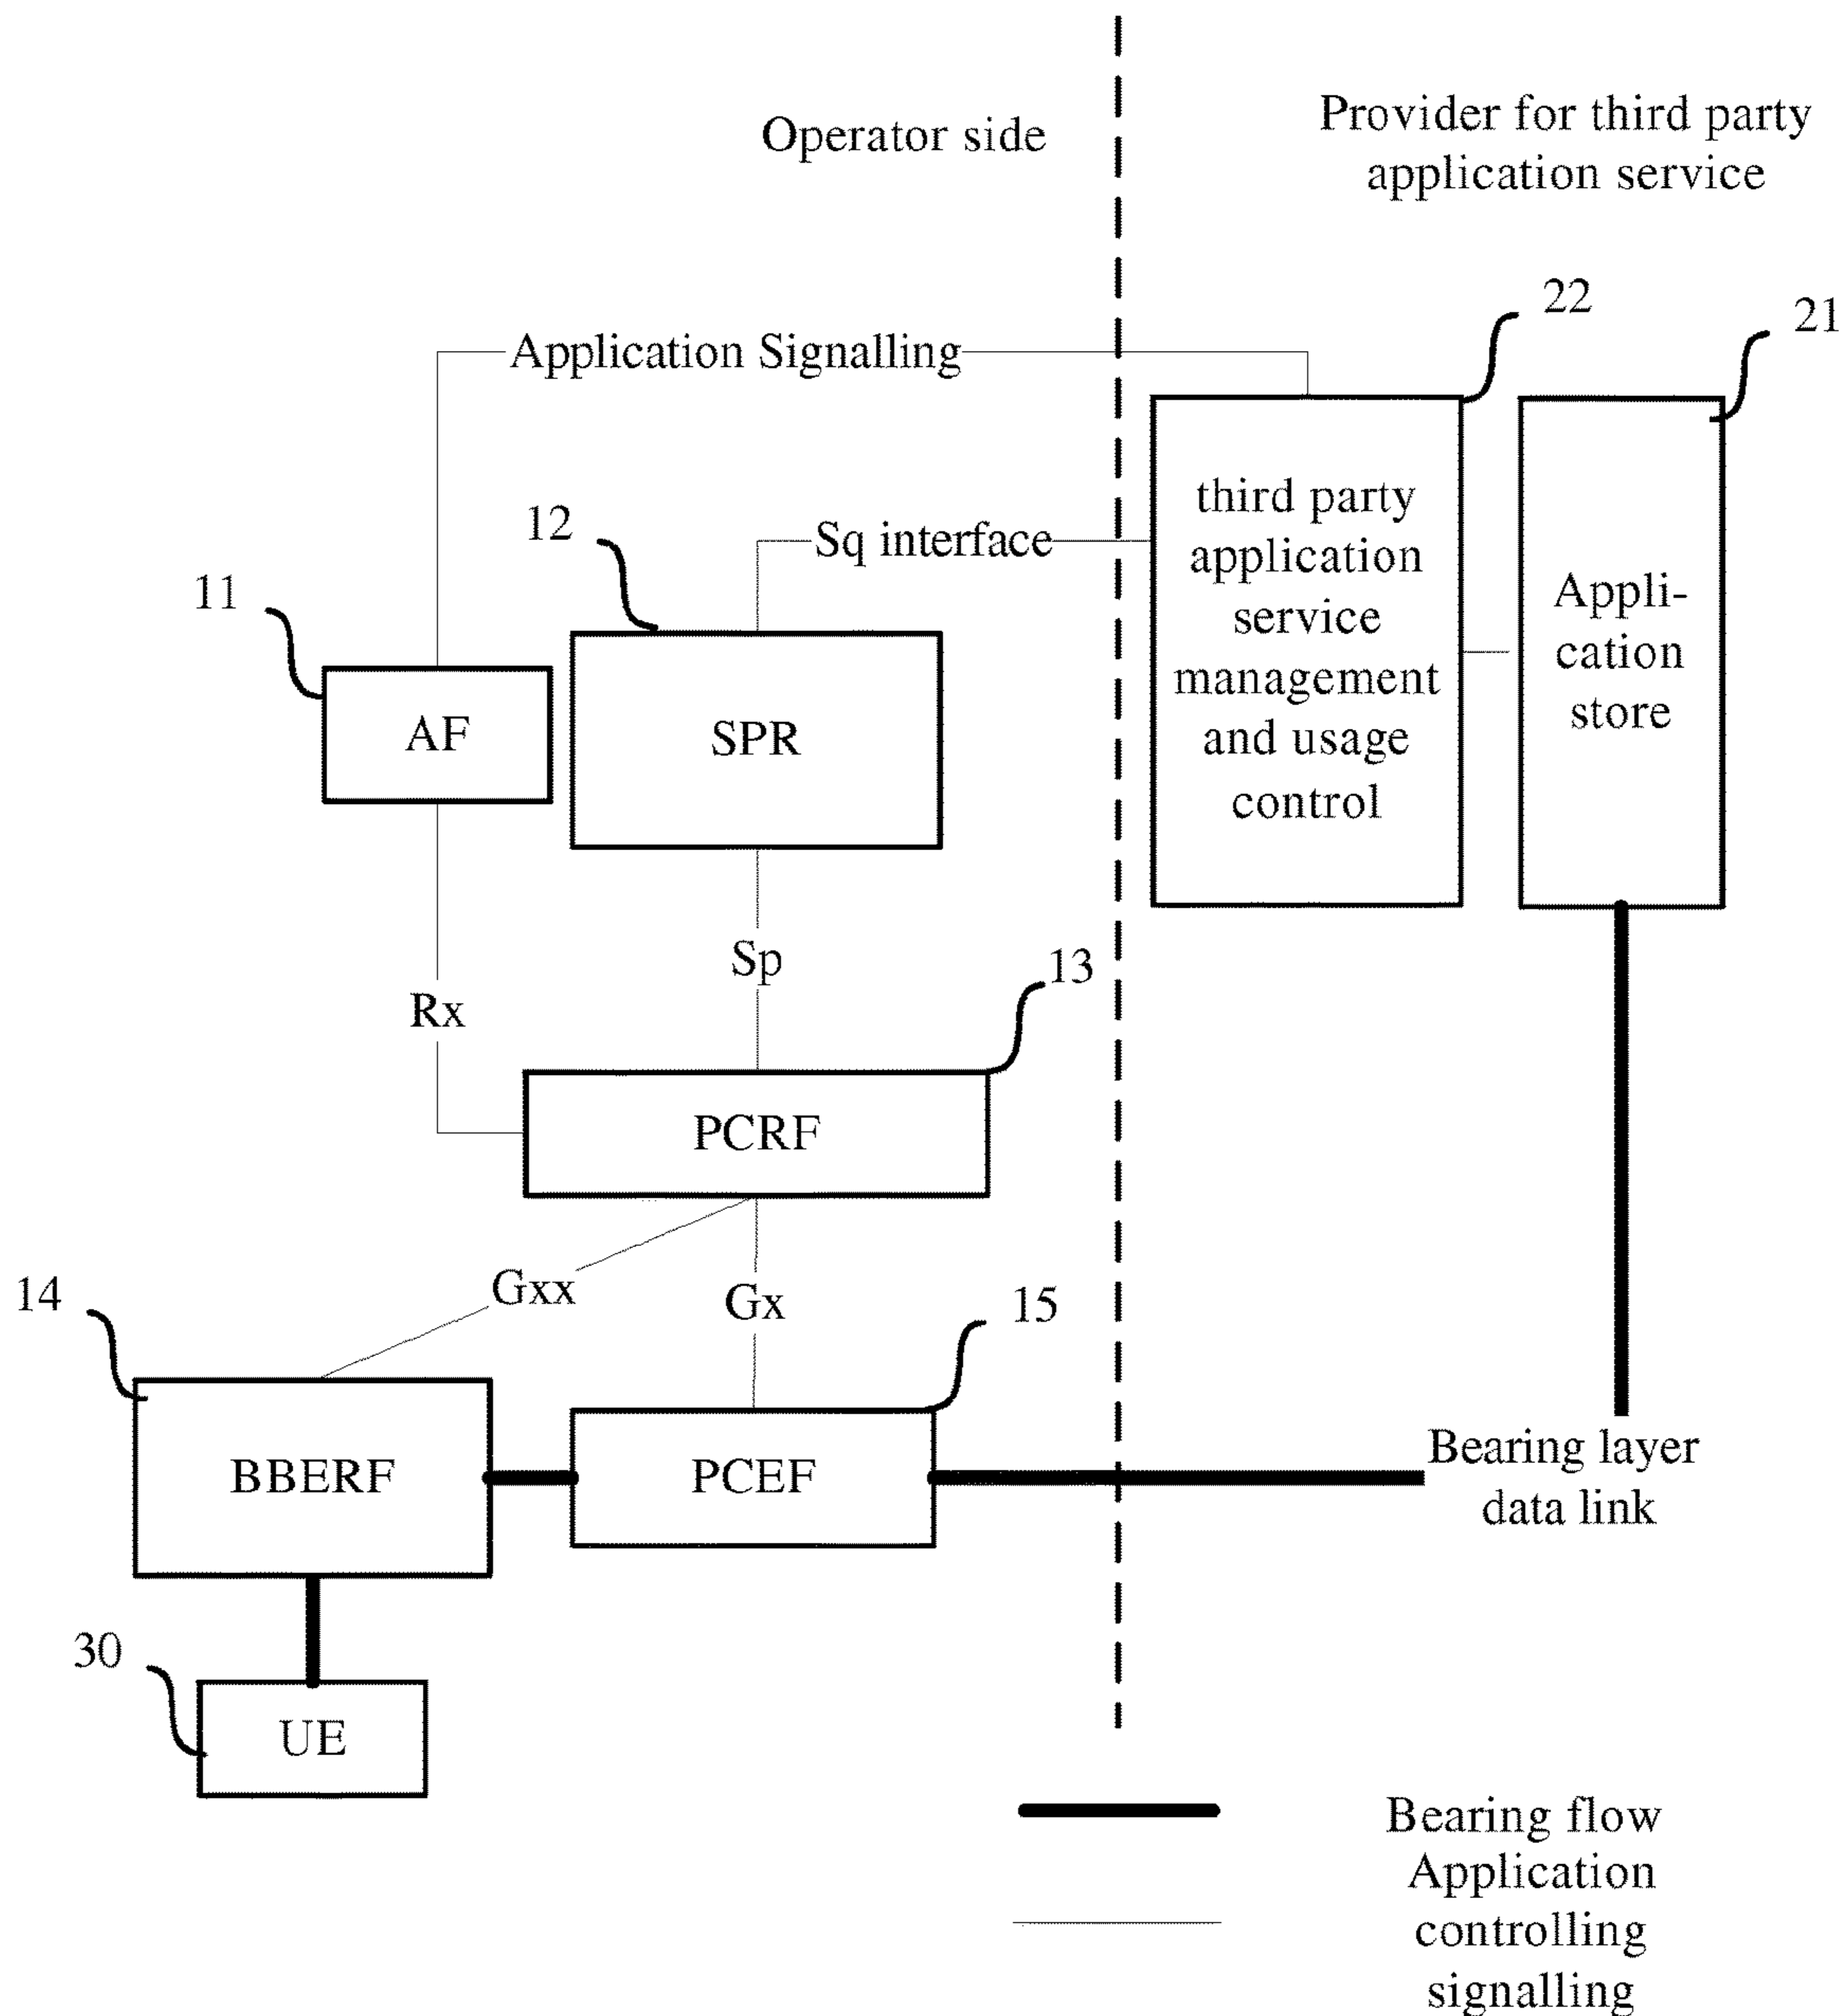 Operator side
Provider for third party
application service
22
21
Application Signalling
12
Sq interface
11
third party
application
service
management
and usage
control
Appli-
cation
store
AF
SPR
Sp
13
Rx
PCRF
14
Gxx
Gx
15
BBERF
PCEF
Bearing layer
data link
30
UE
Bearing flow
Application
controlling
signalling